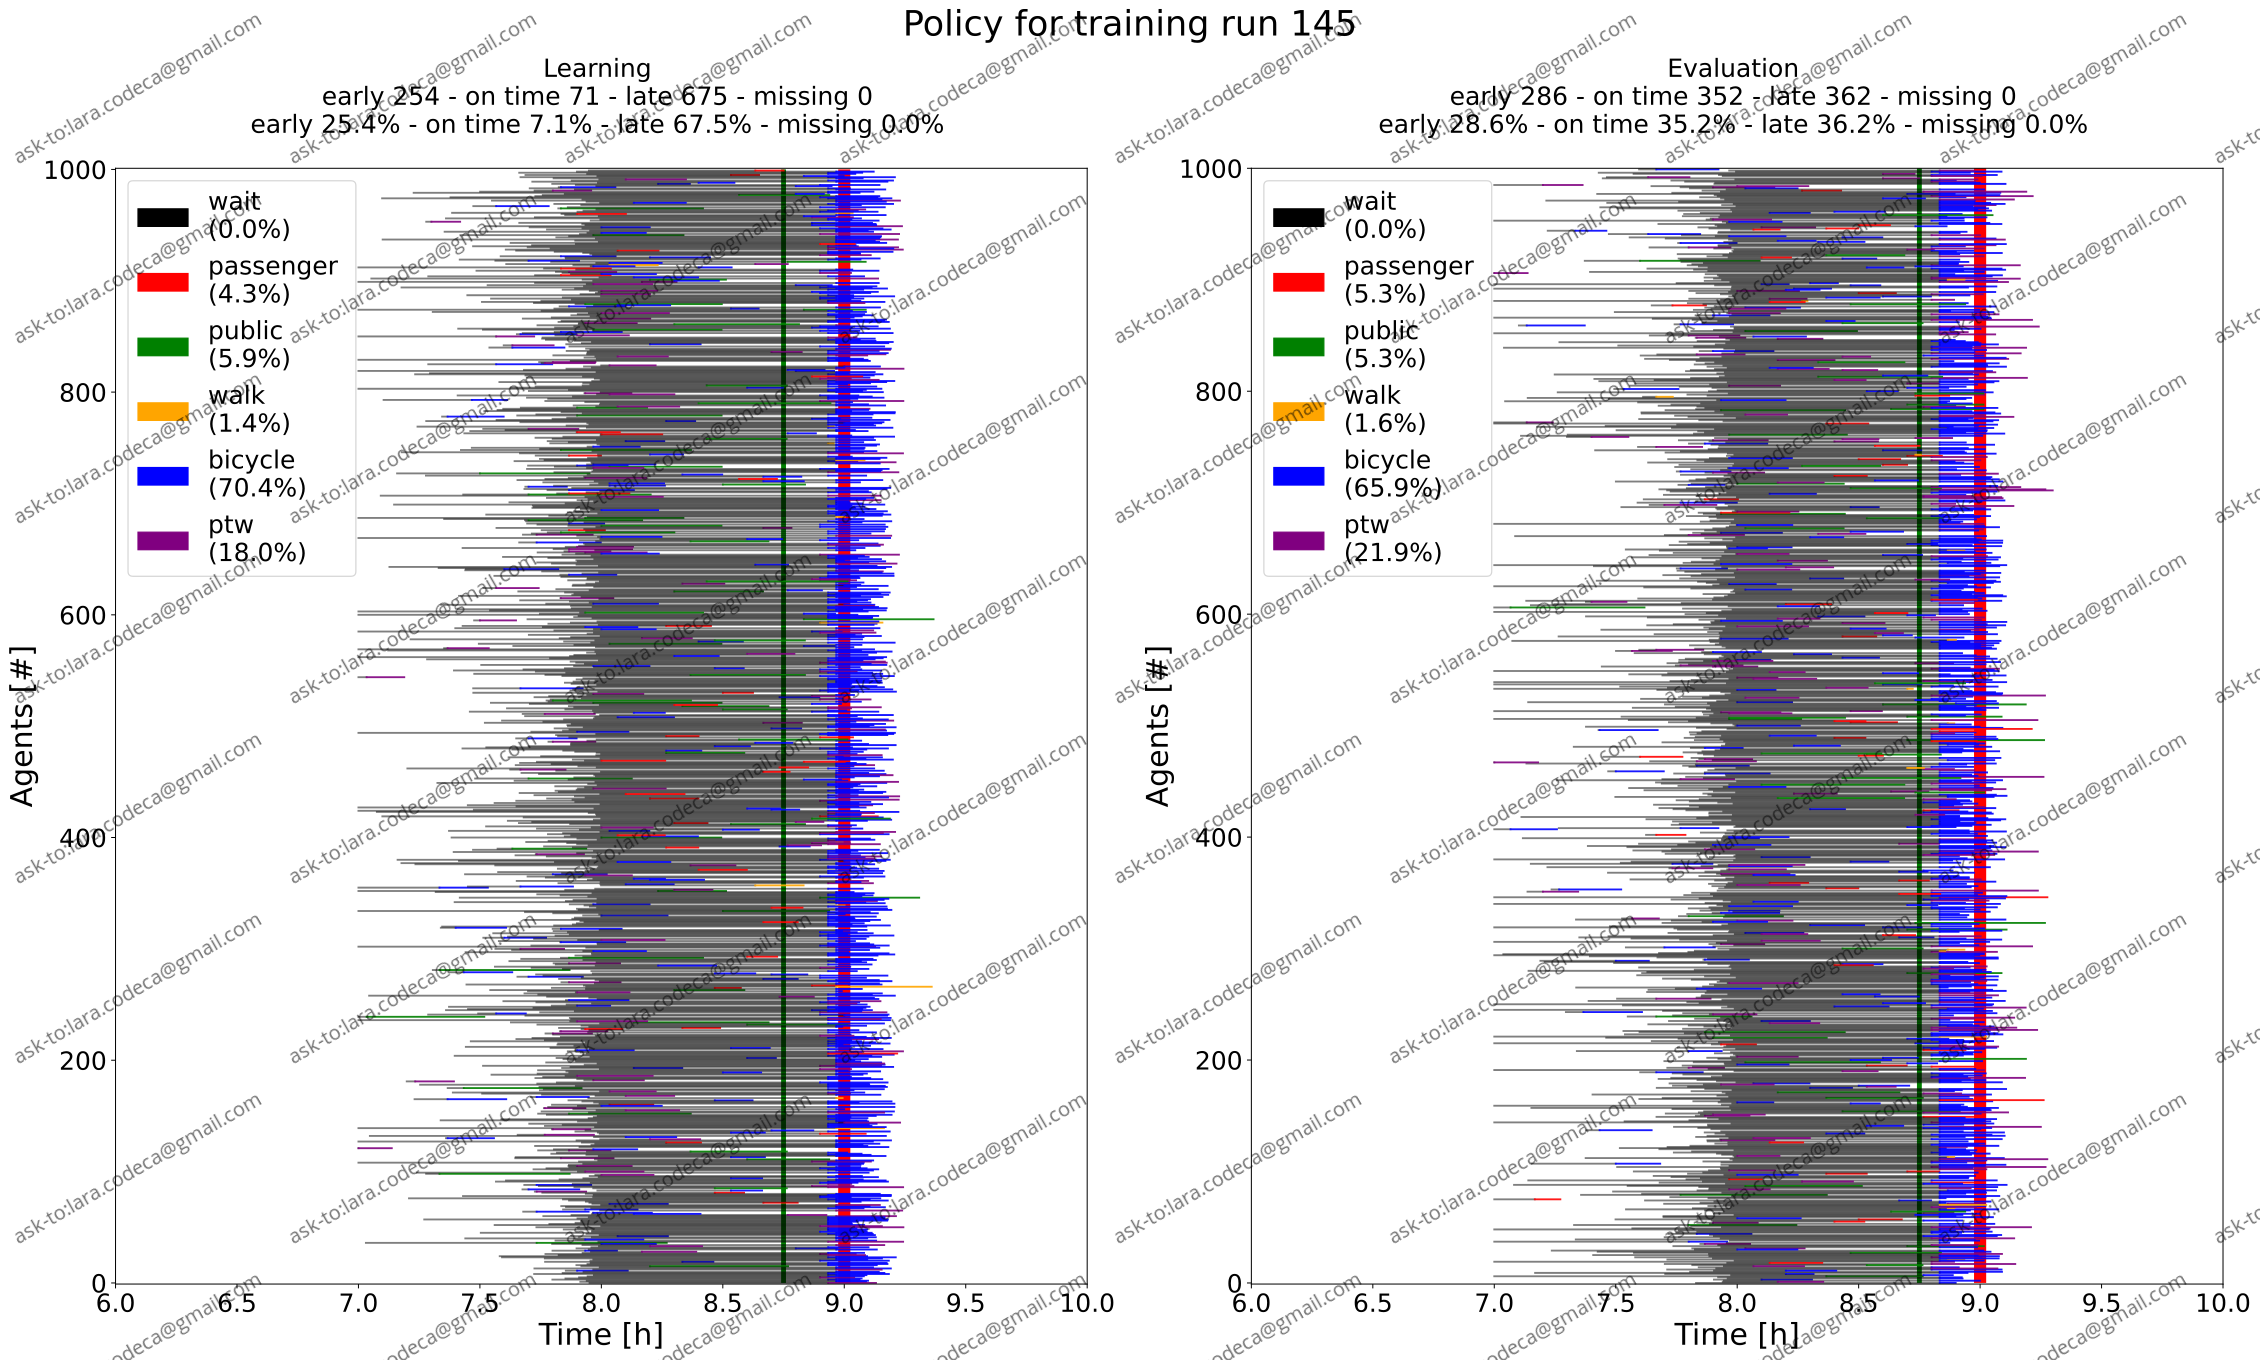 Policy for training run 145
Learning
early 254 - on time 71 - late 675 - missing 0
early 25.4% - on time 7.1% - late 67.5% - missing 0.0%
Agents [#]
1000
800
600
400
200
0
wait
(0.0%)
passenger
(4.3%)
public
(5.9%)
walk
(1.4%)
bicycle
(70.4%)
ptw
(18.0%)
6.0 6.5 7.0 7.5 8.0 8.5 9.0 9.5 10.0
Time [h]
Evaluation
early 286 - on time 352 - late 362 - missing 0
early 28.6% - on time 35.2% - late 36.2% - missing 0.0%
Agents [#]
1000
800
600
400
200
0
wait
(0.0%)
passenger
(5.3%)
public
(5.3%)
walk
(1.6%)
bicycle
(65.9%)
ptw
(21.9%)
6.0 6.5 7.0 7.5 8.0 8.5 9.0 9.5 10.0
Time [h]
ask-to:lara.codeca@gmail.com